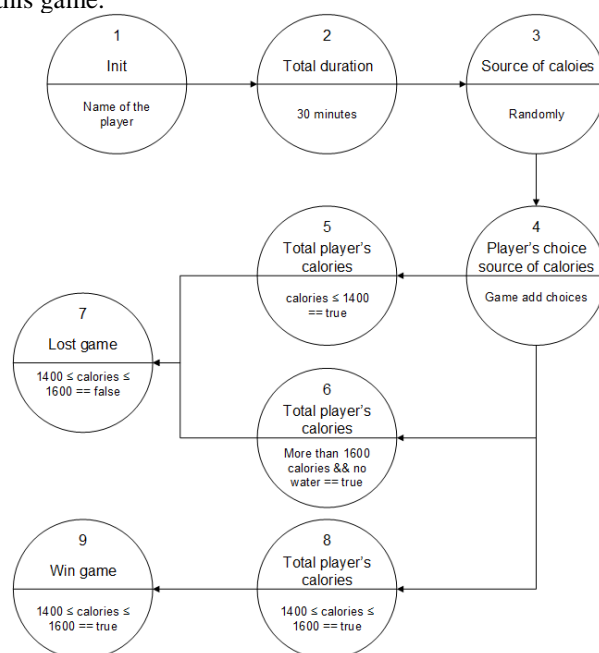 this game.
1
Init
Name of the
player
2
Total duration
30 minutes
3
Source of caloies
Randomly
4
Player's choice
source of calories
Game add choices
5
Total player's
calories
calories ≤ 1400
== true
6
Total player's
calories
More than 1600
calories && no
water == true
7
Lost game
1400 ≤ calories ≤
1600 == false
8
Total player's
calories
1400 ≤ calories ≤
1600 == true
9
Win game
1400 ≤ calories ≤
1600 == true